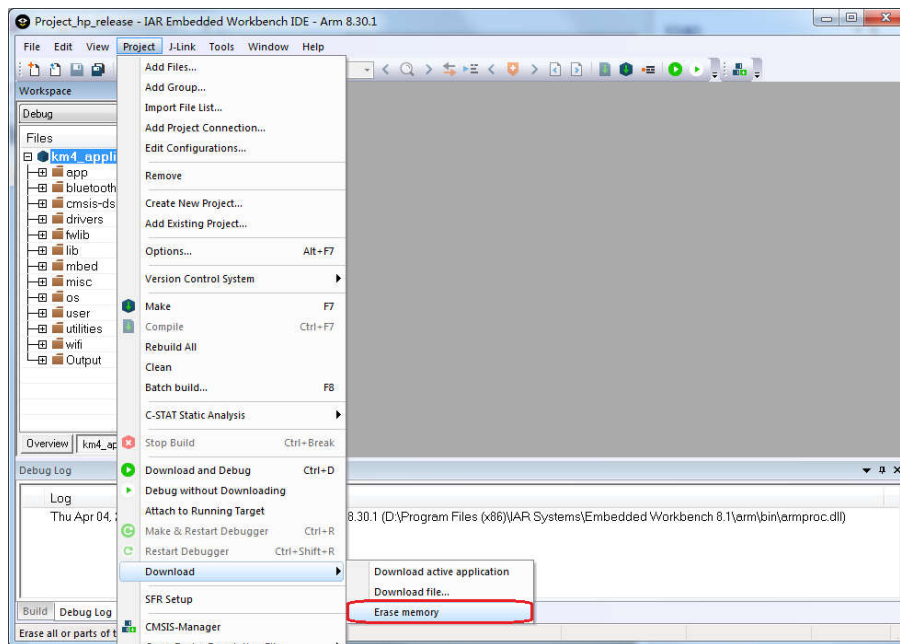 Project_hp_release - IAR Embedded Workbench IDE - Arm 8.30.1
File Edit View Project J-Link Tools Window Help
Workspace
Debug
Files
km4_appli
app
bluetooth
cmsis-ds
drivers
fwlib
lib
mbed
misc
os
user
utilities
wifi
Output
Overview km4_ap
Add Files...
Add Group...
Import File List...
Add Project Connection...
Edit Configurations...
Remove
Create New Project...
Add Existing Project...
Options... Alt+F7
Version Control System
Make F7
Compile Ctrl+F7
Rebuild All
Clean
Batch build... F8
C-STAT Static Analysis
Stop Build Ctrl+Break
Download and Debug Ctrl+D
Debug without Downloading
Attach to Running Target
Make & Restart Debugger Ctrl+R
Restart Debugger Ctrl+Shift+R
Download
SFR Setup
CMSIS-Manager
Download active application
Download file...
Erase memory
Debug Log
Log
Thu Apr 04, 8.30.1 (D:\Program Files (x86)\IAR Systems\Embedded Workbench 8.1\arm\bin\armproc.dll)
Build Debug Log
Erase all or parts of t